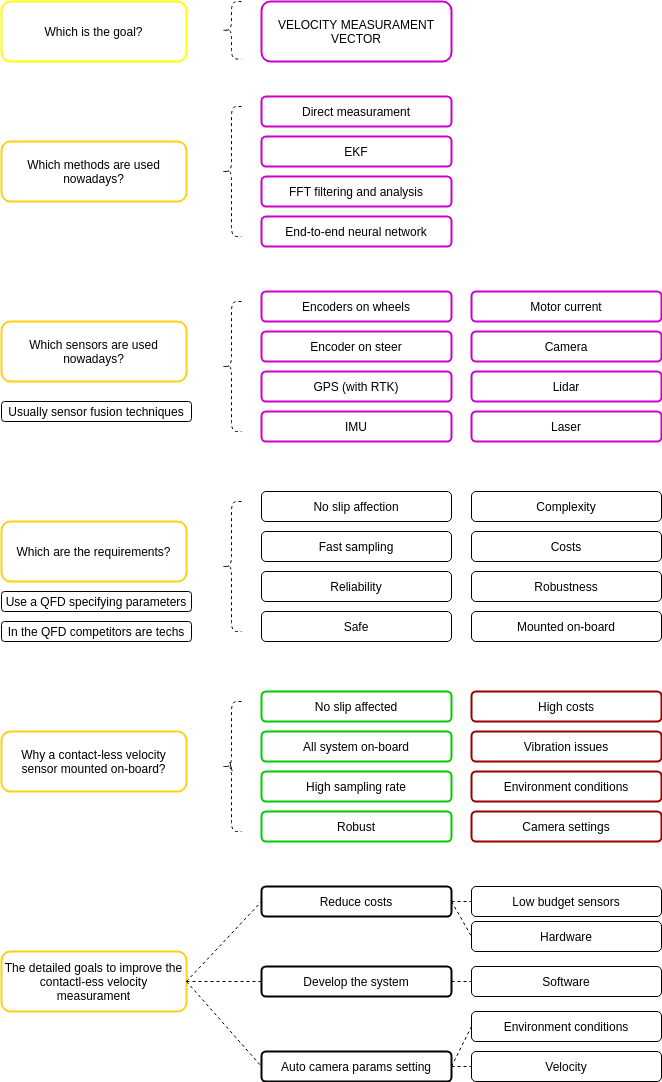 Which is the goal?
VELOCITY MEASURAMENT
VECTOR
Which methods are used
nowadays?
Direct measurament
EKF
FFT filtering and analysis
End-to-end neural network
Which sensors are used
nowadays?
Usually sensor fusion techniques
Encoders on wheels
Motor current
Encoder on steer
Camera
GPS (with RTK)
Lidar
IMU
Laser
Which are the requirements?
Use a QFD specifying parameters
In the QFD competitors are techs
No slip affection
Complexity
Fast sampling
Costs
Reliability
Robustness
Safe
Mounted on-board
Why a contact-less velocity
sensor mounted on-board?
No slip affected
High costs
All system on-board
Vibration issues
High sampling rate
Environment conditions
Robust
Camera settings
The detailed goals to improve the
contactl-ess velocity
measurament
Reduce costs
Low budget sensors
Hardware
Develop the system
Software
Auto camera params setting
Environment conditions
Velocity